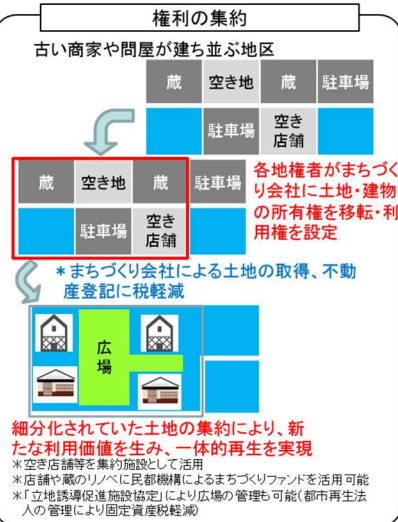 権利の集約
古い商家や問屋が建ち並ぶ地区
蔵 空き地 蔵 駐車場
駐車場 空き
店舗
各地権者がまちづく
り会社に土地・建物
の所有権を移転・利
用権を設定
蔵 空き地 蔵 駐車場
駐車場 空き
店舗
＊まちづくり会社による土地の取得、不動
産登記に税軽減
広
場
細分化されていた土地の集約により、新
たな利用価値を生み、一体的再生を実現
＊空き店舗等を集約施設として活用
＊店舗や蔵のリノベに民都機構によるまちづくりファンドを活用可能
＊「立地誘導促進施設協定」により広場の管理も可能（都市再生法
人の管理により固定資産税軽減）